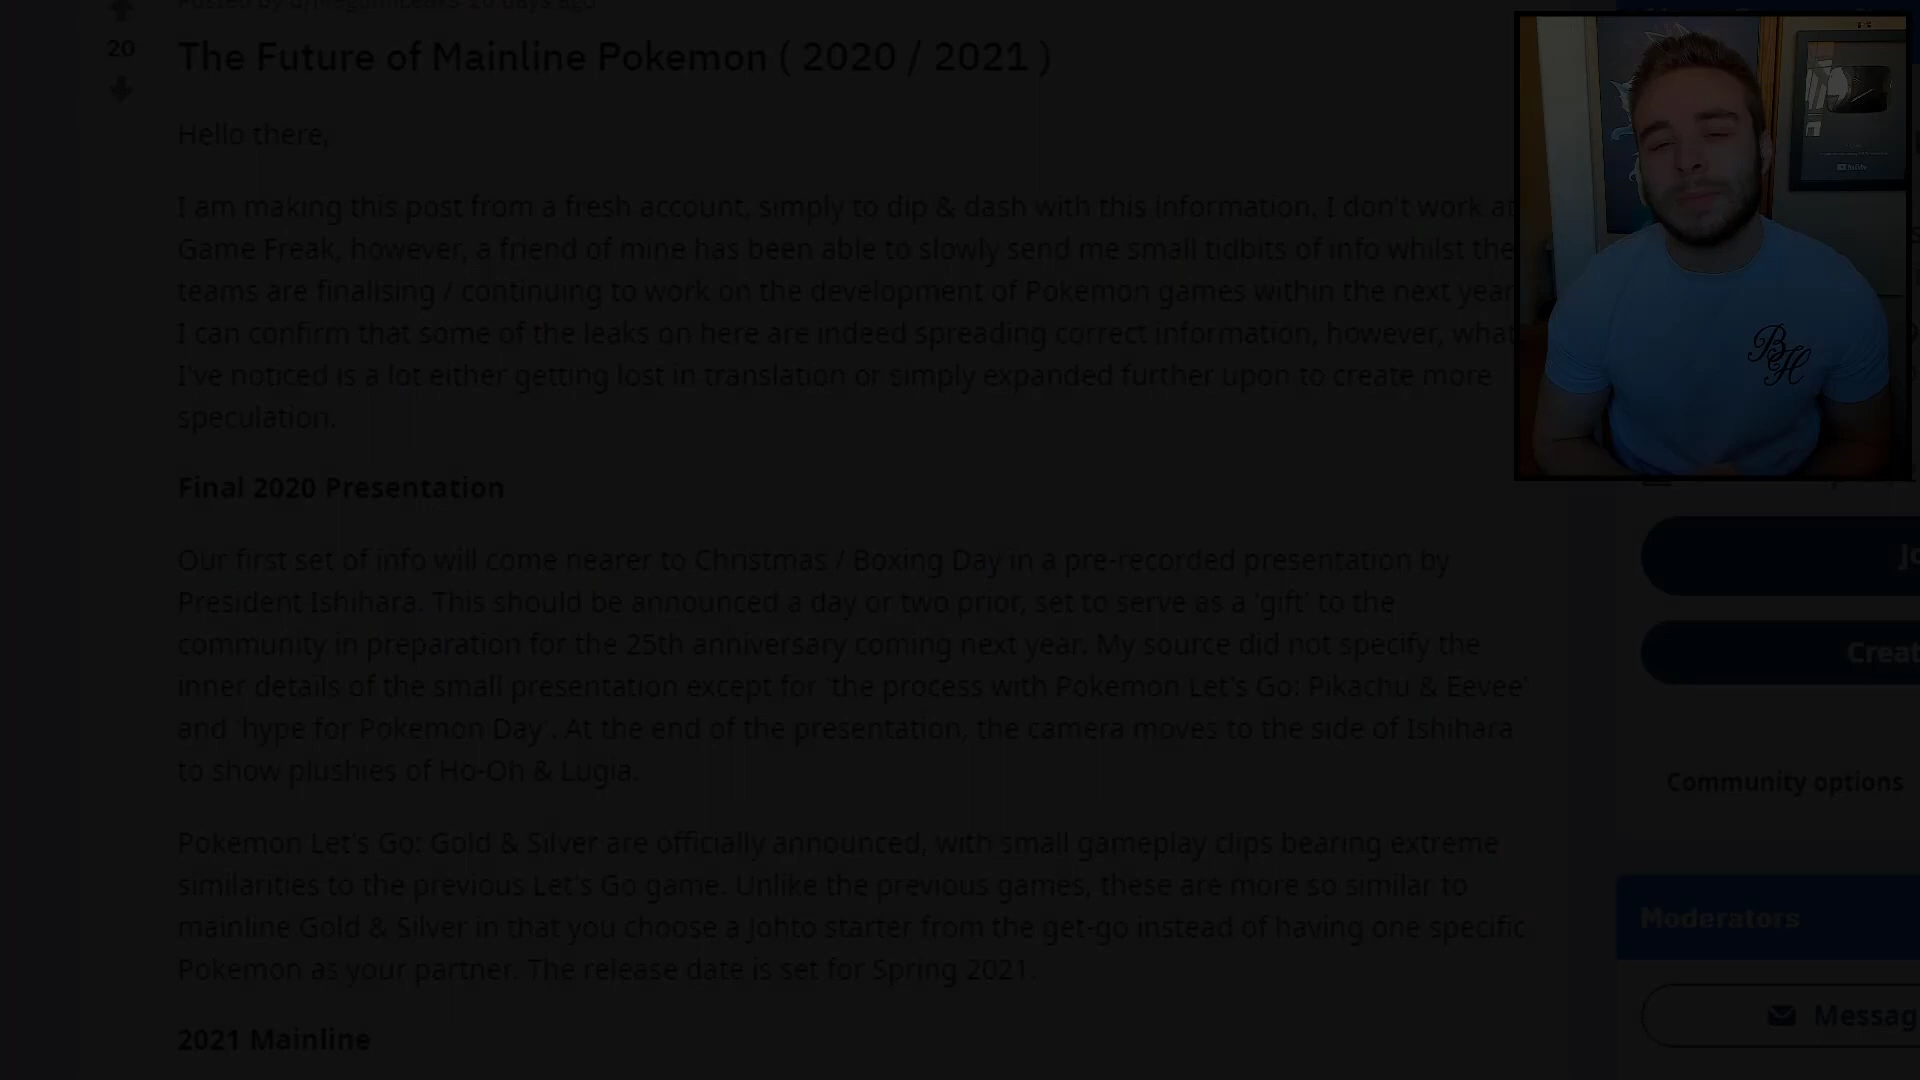 20
The Future of Mainline Pokemon ( 2020 / 2021 )
Hello there,
I am making this post from a fresh account, simply to dip & dash with this information, I don't work at
Game Freak, however, a friend of mine has been able to slowly send me small tidbits of info whilst the
teams are finalising / continuing to work on the development of Pokemon games within the next year.
I can confirm that some of the leaks on here are indeed spreading correct information, however, what
I've noticed is a lot either getting lost in translation or simply expanded further upon to create more
speculation.
Final 2020 Presentation
Our first set of info will come nearer to Christmas / Boxing Day in a pre-recorded presentation by
President Ishihara. This should be announced a day or two prior, set to serve as a 'gift' to the
community in preparation for the 25th anniversary coming next year. My source did not specify the
inner details of the small presentation except for 'the process with Pokemon Let's Go: Pikachu & Eevee'
and 'hype for Pokemon Day'. At the end of the presentation, the camera moves to the side of Ishihara
to show plushies of Ho-Oh & Lugia.
Pokemon Let's Go: Gold & Silver are officially announced, with small gameplay clips bearing extreme
similarities to the previous Let's Go game. Unlike the previous games, these are more so similar to
mainline Gold & Silver in that you choose a Johto starter from the get-go instead of having one specific
Pokemon as your partner. The release date is set for Spring 2021.
2021 Mainline
BH
Jo
Creat
Community options
Moderators
Messag